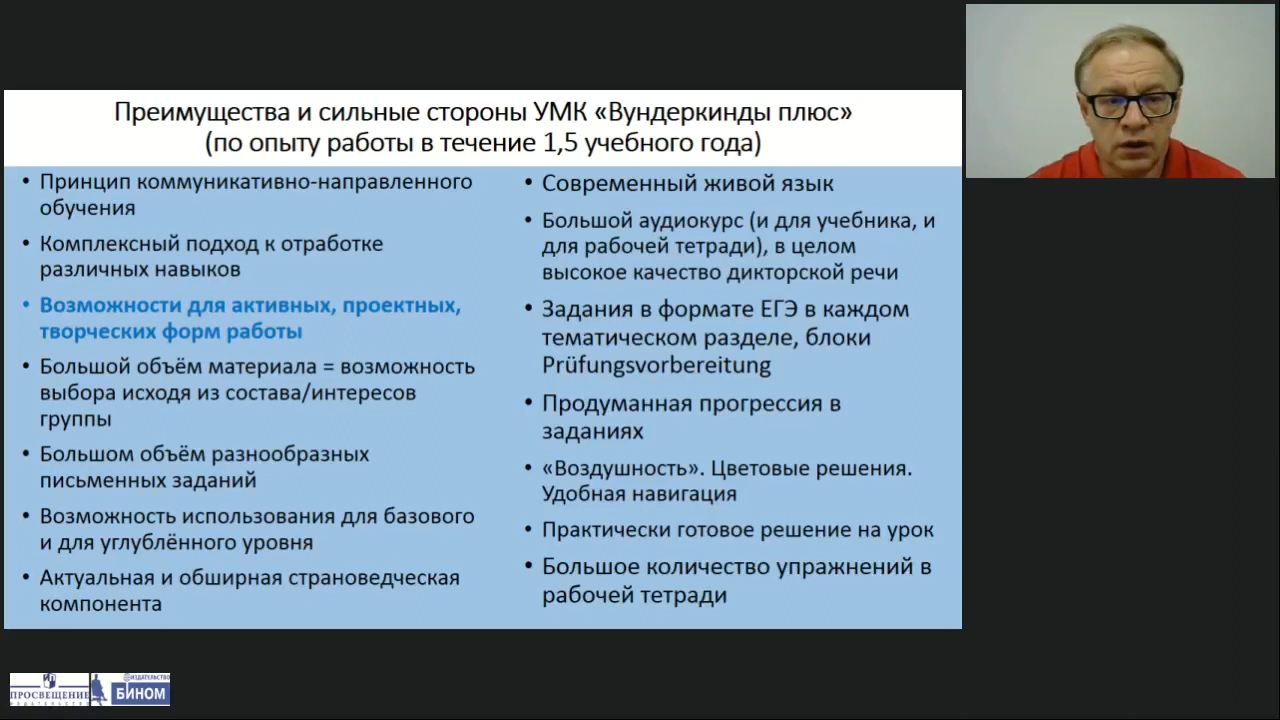 Преимущества и сильные стороны УМК «Вундеркинды плюс»
(по опыту работы в течение 1,5 учебного года)
• Принцип коммуникативно-направленного
обучения
• Комплексный подход к отработке
различных навыков
• Возможности для активных, проектных,
творческих форм работы
• Большой объём материала = возможность
выбора исходя из состава/интересов
группы
• Большом объём разнообразных
письменных заданий
• Возможность использования для базового
и для углублённого уровня
• Актуальная и обширная страноведческая
компонента
• Современный живой язык
• Большой аудиокурс (и для учебника, и
для рабочей тетради), в целом
высокое качество дикторской речи
• Задания в формате ЕГЭ в каждом
тематическом разделе, блоки
Prüfungsvorbereitung
• Продуманная прогрессия в
заданиях
• «Воздушность». Цветовые решения.
Удобная навигация
• Практически готовое решение на урок
• Большое количество упражнений в
рабочей тетради
ПРОСВЕЩЕНИЕ
ИЗДАТЕЛЬСТВО
ИЗДАТЕЛЬСТВО
БИНОМ